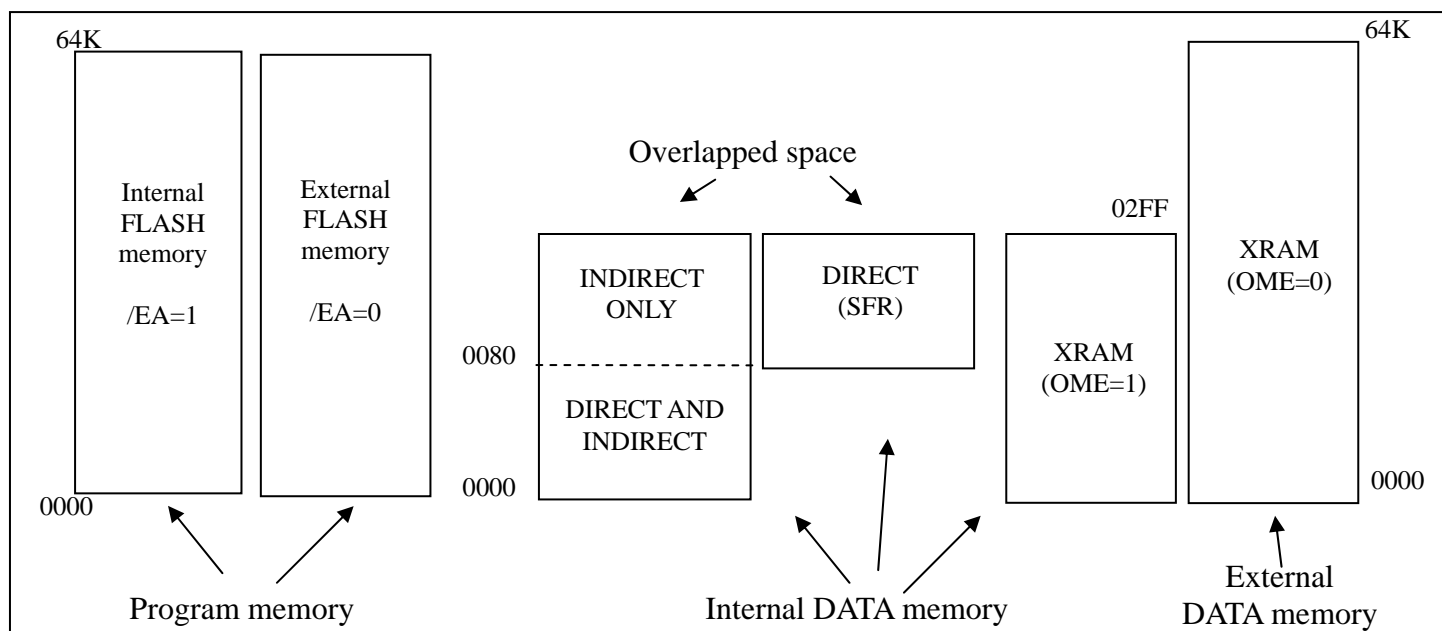 64K
Internal
FLASH
memory
/EA=1
0000
External
FLASH
memory
/EA=0
Program memory
Overlapped space
INDIRECT
ONLY
0080
DIRECT AND
INDIRECT
0000
DIRECT
(SFR)
02FF
XRAM
(OME=1)
Internal DATA memory
64K
XRAM
(OME=0)
0000
External
DATA memory